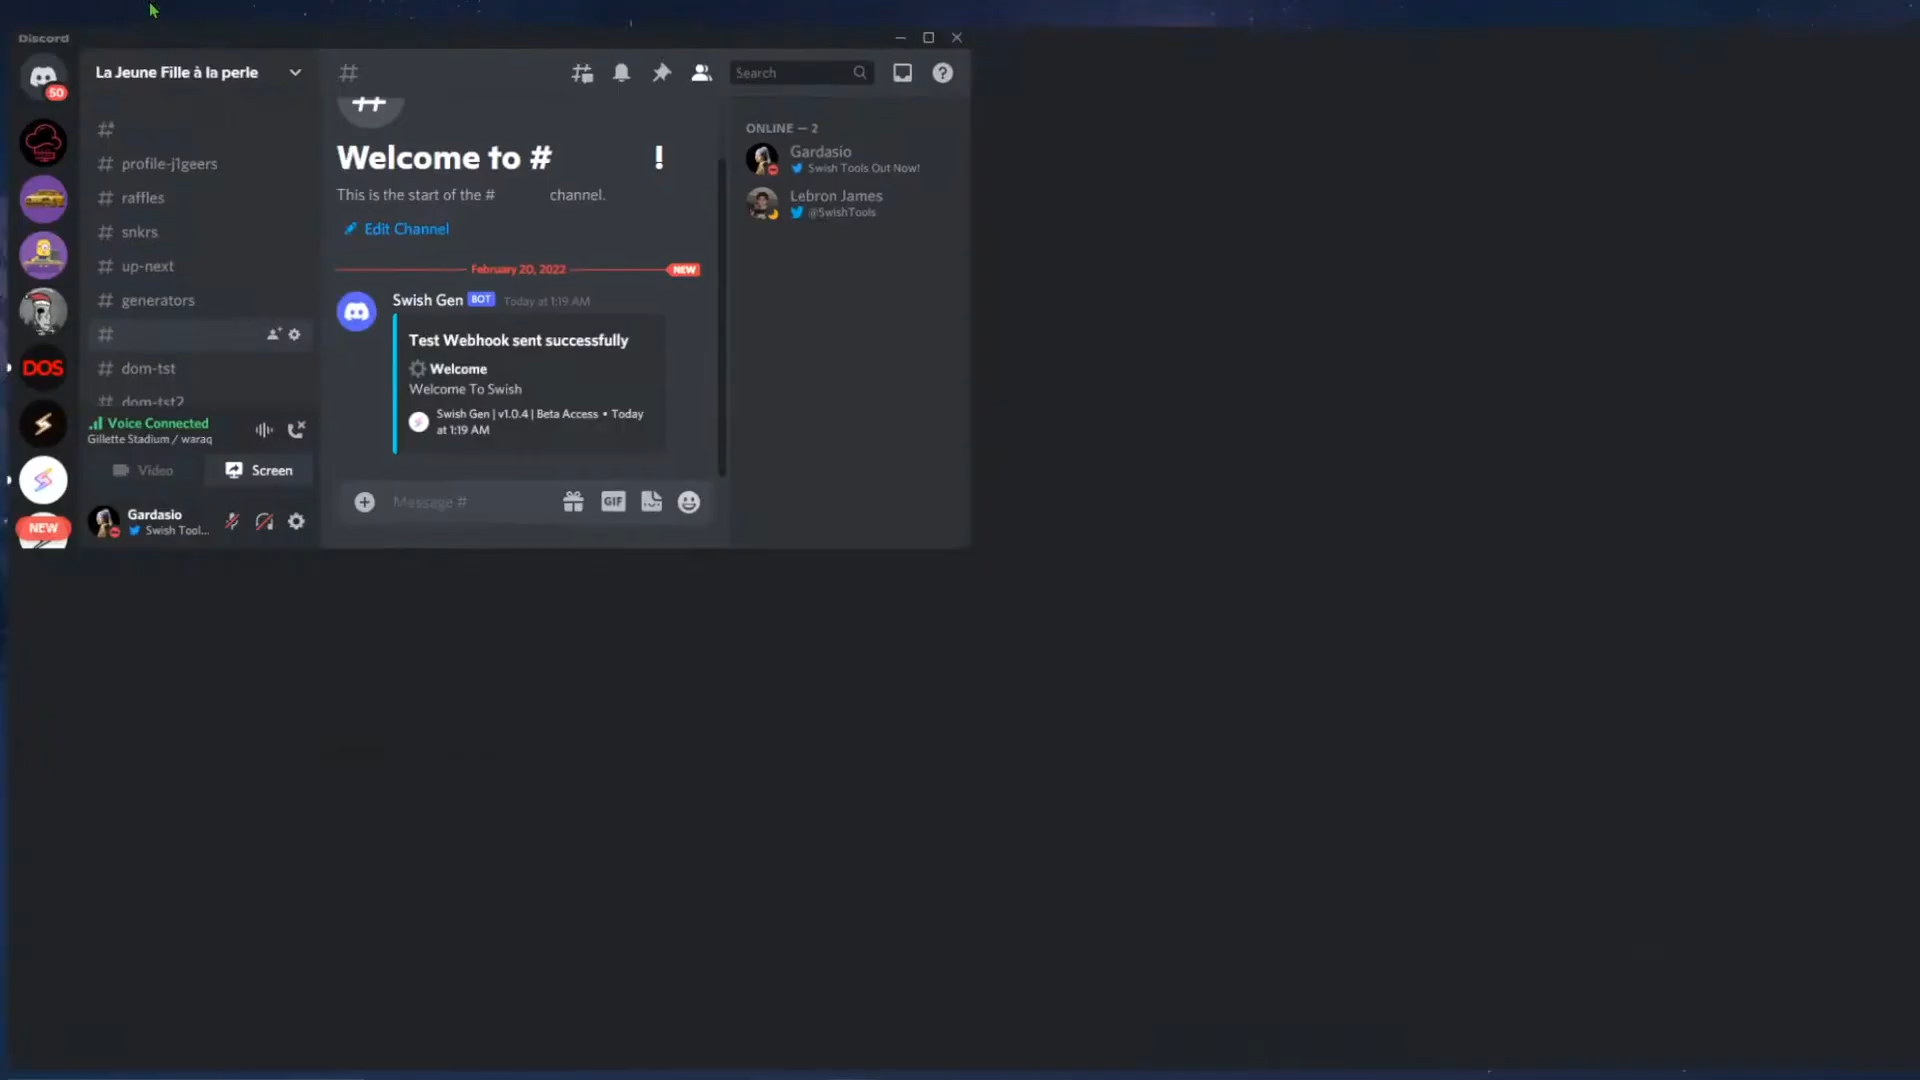 Discord
50
DOS
NEW
La Jeune Fille à la perle
#
# profile-j1geers
# raffles
# snkrs
# up-next
# generators
#
# dom-tst
# dom-tst2
Voice Connected
Gillette Stadium / waraq
Video
Screen
Gardasio
Swish Tool...
#
Search
Welcome to # !
This is the start of the # channel.
Edit Channel
February 20, 2022
NEW
Swish Gen BOT Today at 1:19 AM
Test Webhook sent successfully
Welcome
Welcome To Swish
Swish Gen | v1.0.4 | Beta Access • Today
at 1:19 AM
Message #
GIF
ONLINE — 2
Gardasio
Swish Tools Out Now!
Lebron James
@SwishTools